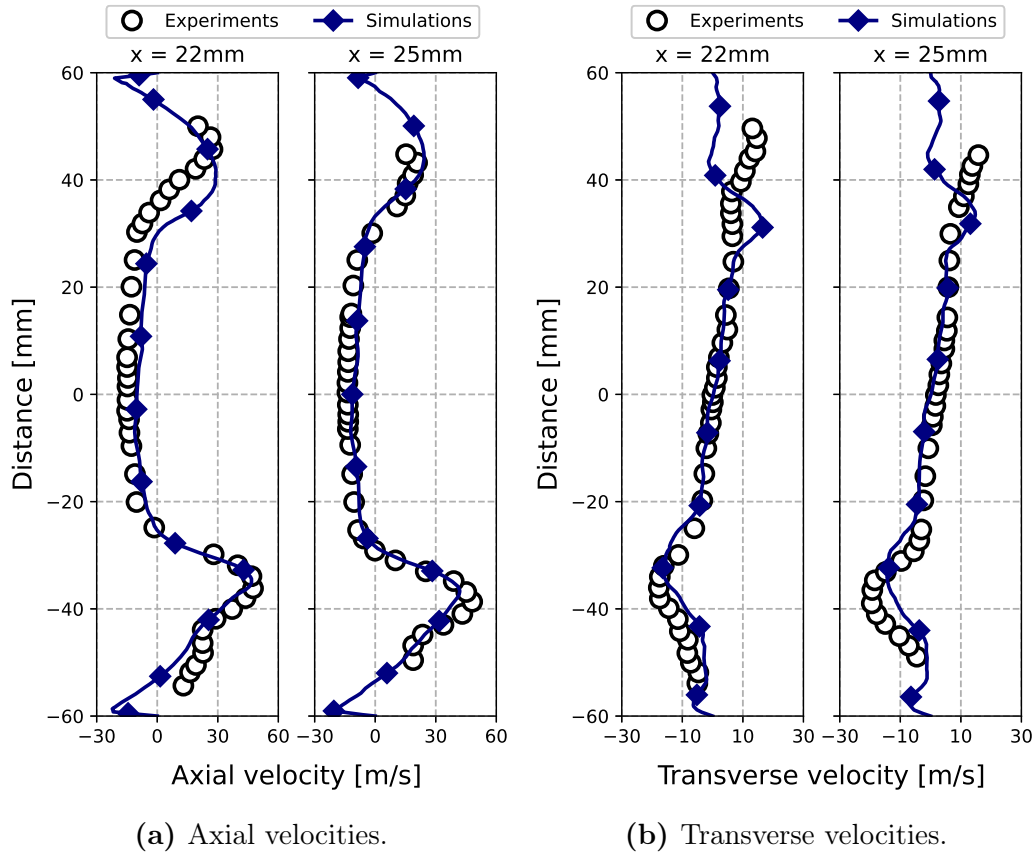 Experiments Simulations
Experiments Simulations
x = 22mm x = 25mm
x = 22mm x = 25mm
60
40
20
0
−20
−40
−60
Distance [mm]
−30 0 30 60
−30 0 30 60
Axial velocity [m/s]
60
40
20
0
−20
−40
−60
Distance [mm]
−30 −10 10 30
−30 −10 10 30
Transverse velocity [m/s]
(a) Axial velocities.
(b) Transverse velocities.